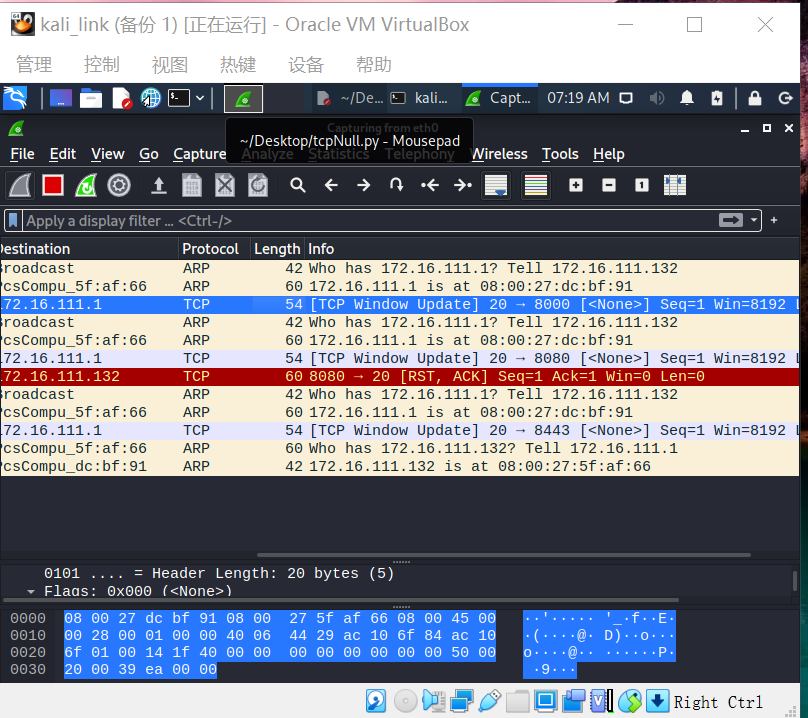 kali_link (备份 1) [正在运行] - Oracle VM VirtualBox
管理 控制 视图 热键 设备 帮助
~/De... kali... Capt... 07:19 AM
Capturing from eth0
~/Desktop/tcpNull.py - Mousepad
File Edit View Go Capture Analyze Statistics Telephony Wireless Tools Help
Apply a display filter ... <Ctrl-/>
Destination Protocol Length Info
Broadcast ARP 42 Who has 172.16.111.1? Tell 172.16.111.132
PcsCompu_5f:af:66 ARP 60 172.16.111.1 is at 08:00:27:dc:bf:91
172.16.111.1 TCP 54 [TCP Window Update] 20 → 8000 [<None>] Seq=1 Win=8192 L
Broadcast ARP 42 Who has 172.16.111.1? Tell 172.16.111.132
PcsCompu_5f:af:66 ARP 60 172.16.111.1 is at 08:00:27:dc:bf:91
172.16.111.1 TCP 54 [TCP Window Update] 20 → 8080 [<None>] Seq=1 Win=8192 L
172.16.111.132 TCP 60 8080 → 20 [RST, ACK] Seq=1 Ack=1 Win=0 Len=0
Broadcast ARP 42 Who has 172.16.111.1? Tell 172.16.111.132
PcsCompu_5f:af:66 ARP 60 172.16.111.1 is at 08:00:27:dc:bf:91
172.16.111.1 TCP 54 [TCP Window Update] 20 → 8443 [<None>] Seq=1 Win=8192 L
PcsCompu_5f:af:66 ARP 60 Who has 172.16.111.132? Tell 172.16.111.1
PcsCompu_dc:bf:91 ARP 42 172.16.111.132 is at 08:00:27:5f:af:66
0101 .... = Header Length: 20 bytes (5)
Flags: 0x000 (<None>)
0000 08 00 27 dc bf 91 08 00 27 5f af 66 08 00 45 00 ··'····· '_·f··E·
0010 00 28 00 01 00 00 40 06 44 29 ac 10 6f 84 ac 10 ·(····@· D)··o···
0020 6f 01 00 14 1f 40 00 00 00 00 00 00 00 00 50 00 o····@·· ······P·
0030 20 00 39 ea 00 00 ·9···
Right Ctrl